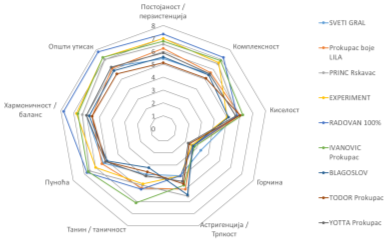 Постојаност /
перзистенција
Комплексност
Киселост
Горчина
Астрингенција /
Трпкост
Танин / таничност
Пуноћа
Хармоничност /
баланс
Општи утисак
8
7
6
5
4
3
2
1
0
SVETI GRAL
Prokupac boje
LILA
PRINC Rskavac
EXPERIMENT
RADOVAN 100%
IVANOVIC
Prokupac
BLAGOSLOV
TODOR Prokupac
YOTTA Prokupac